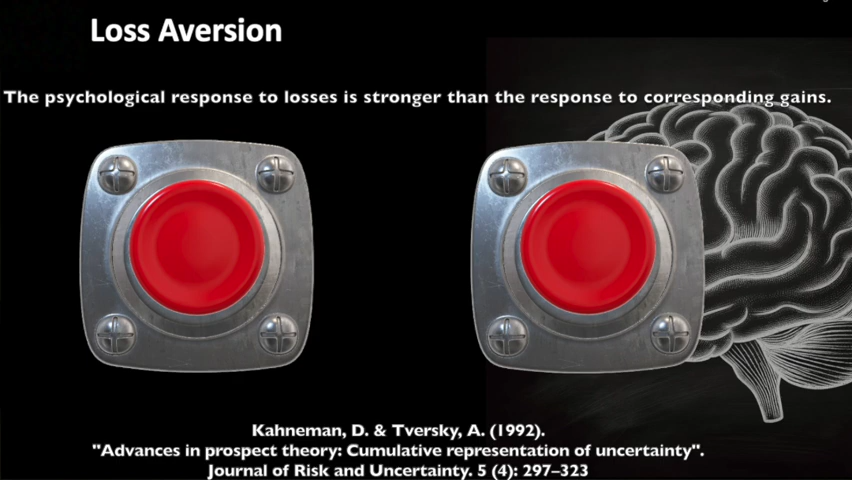 Loss Aversion
The psychological response to losses is stronger than the response to corresponding gains.
Kahneman, D. & Tversky, A. (1992).
"Advances in prospect theory: Cumulative representation of uncertainty".
Journal of Risk and Uncertainty. 5 (4): 297–323